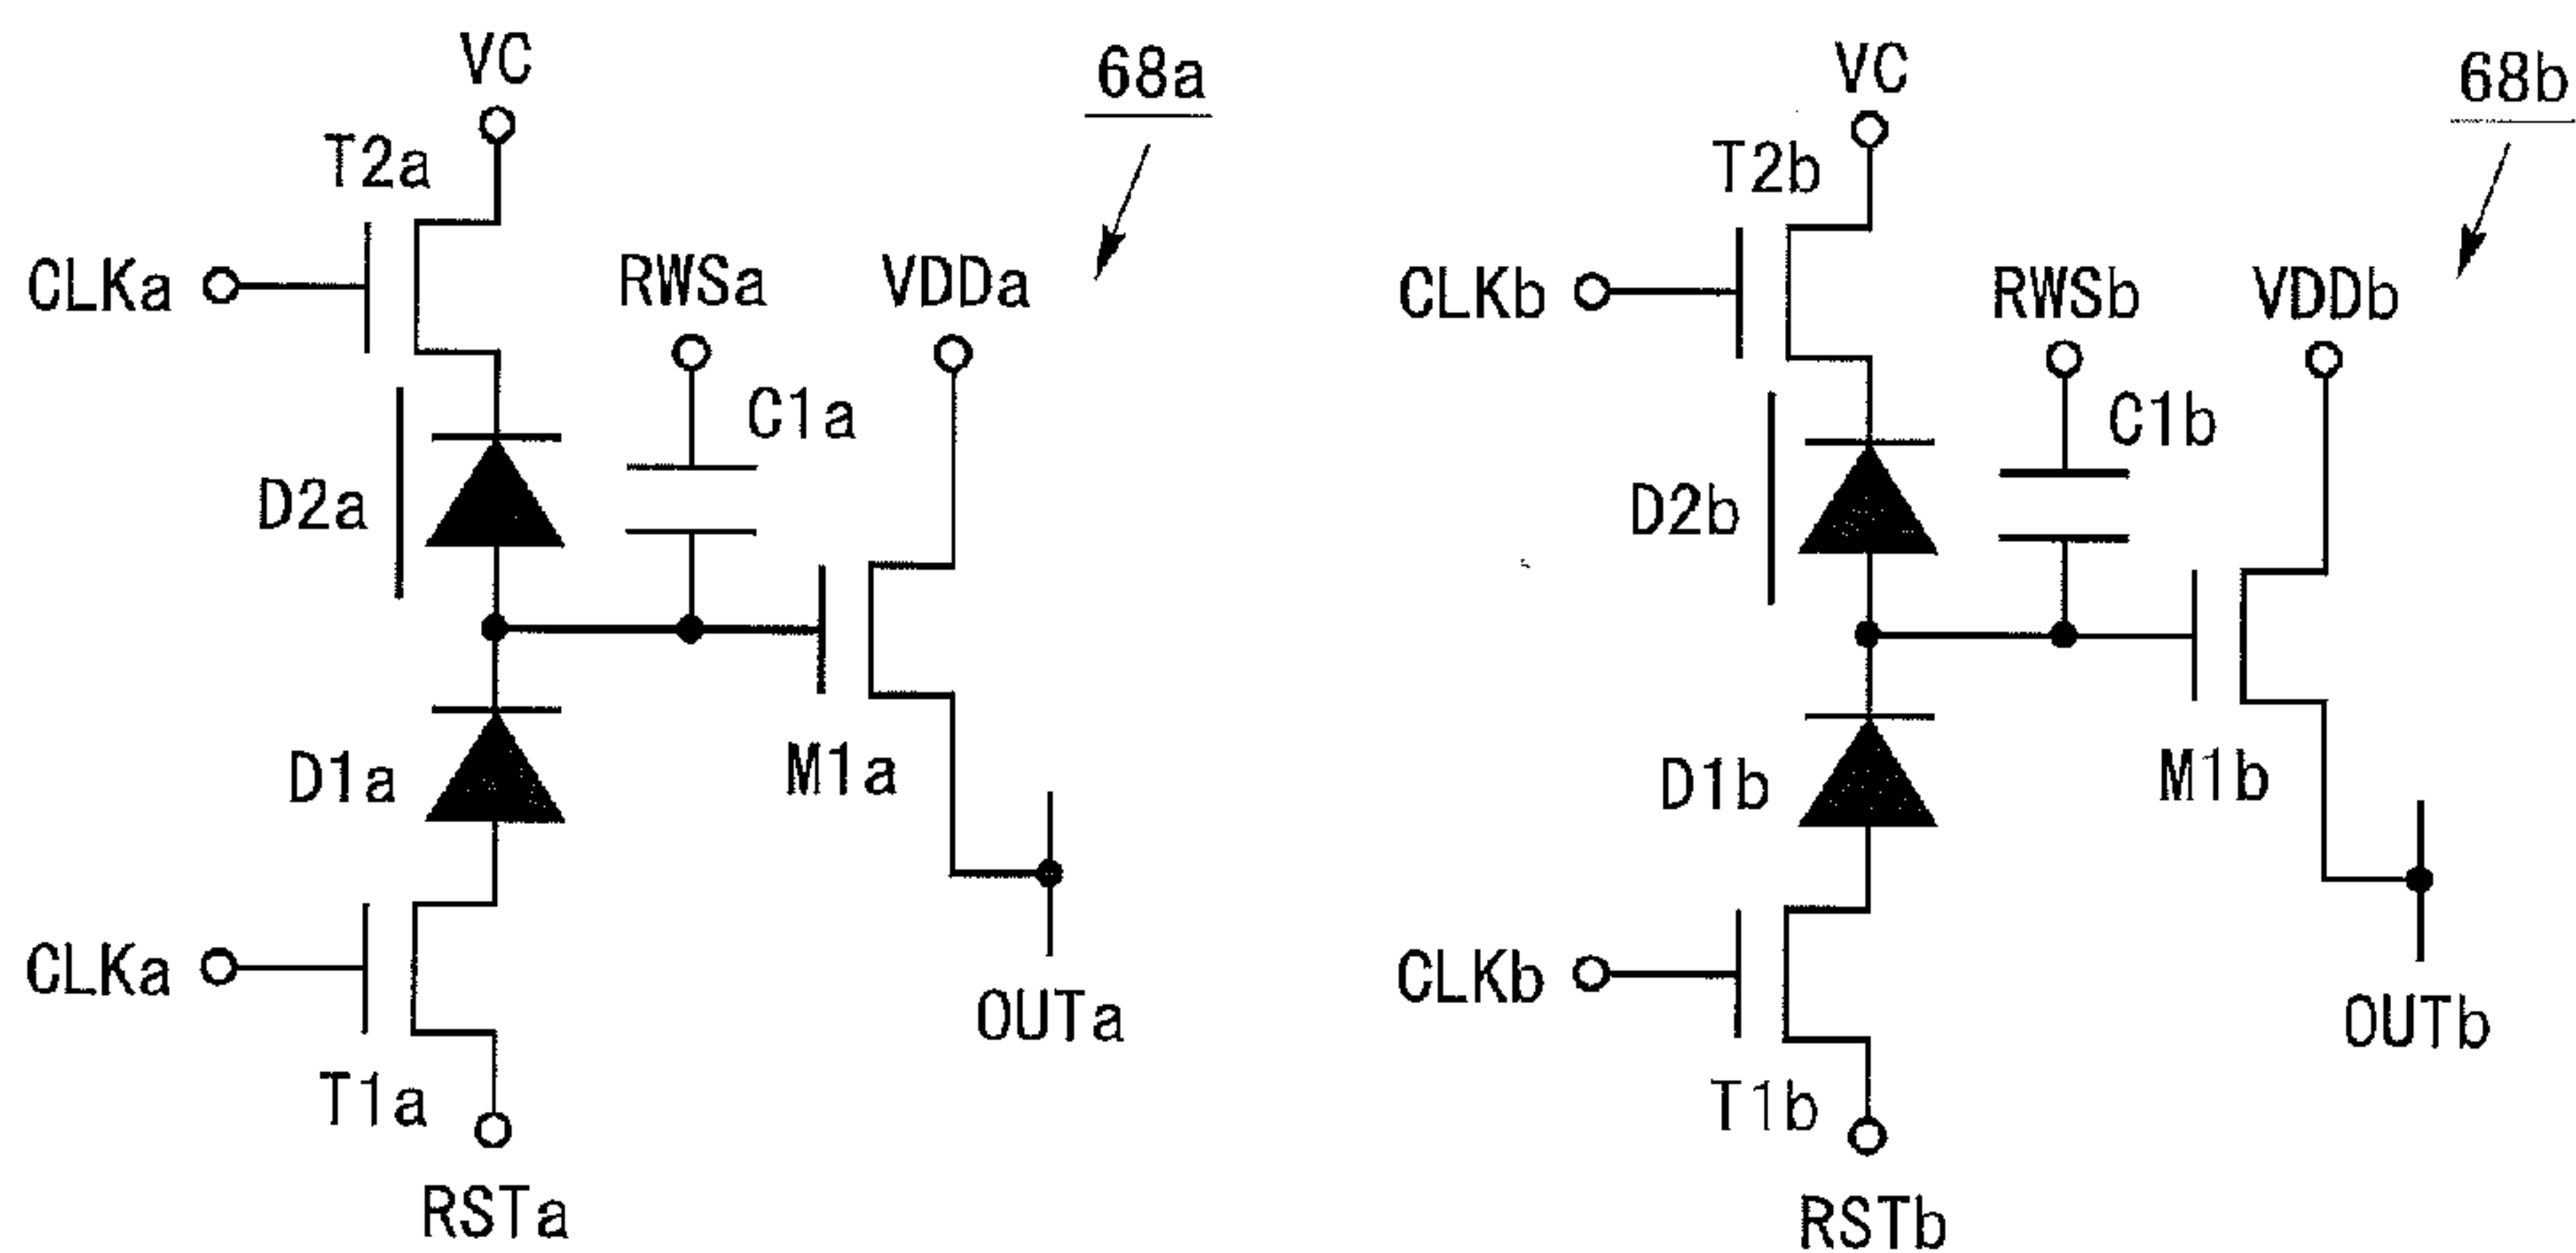 VC
68a
T2a
CLKa
RWSa
VDDa
C1a
D2a
D1a
M1a
CLKa
OUTa
T1a
RSTa
VC
68b
T2b
CLKb
RWSb
VDDb
C1b
D2b
D1b
M1b
CLKb
OUTb
T1b
RSTb